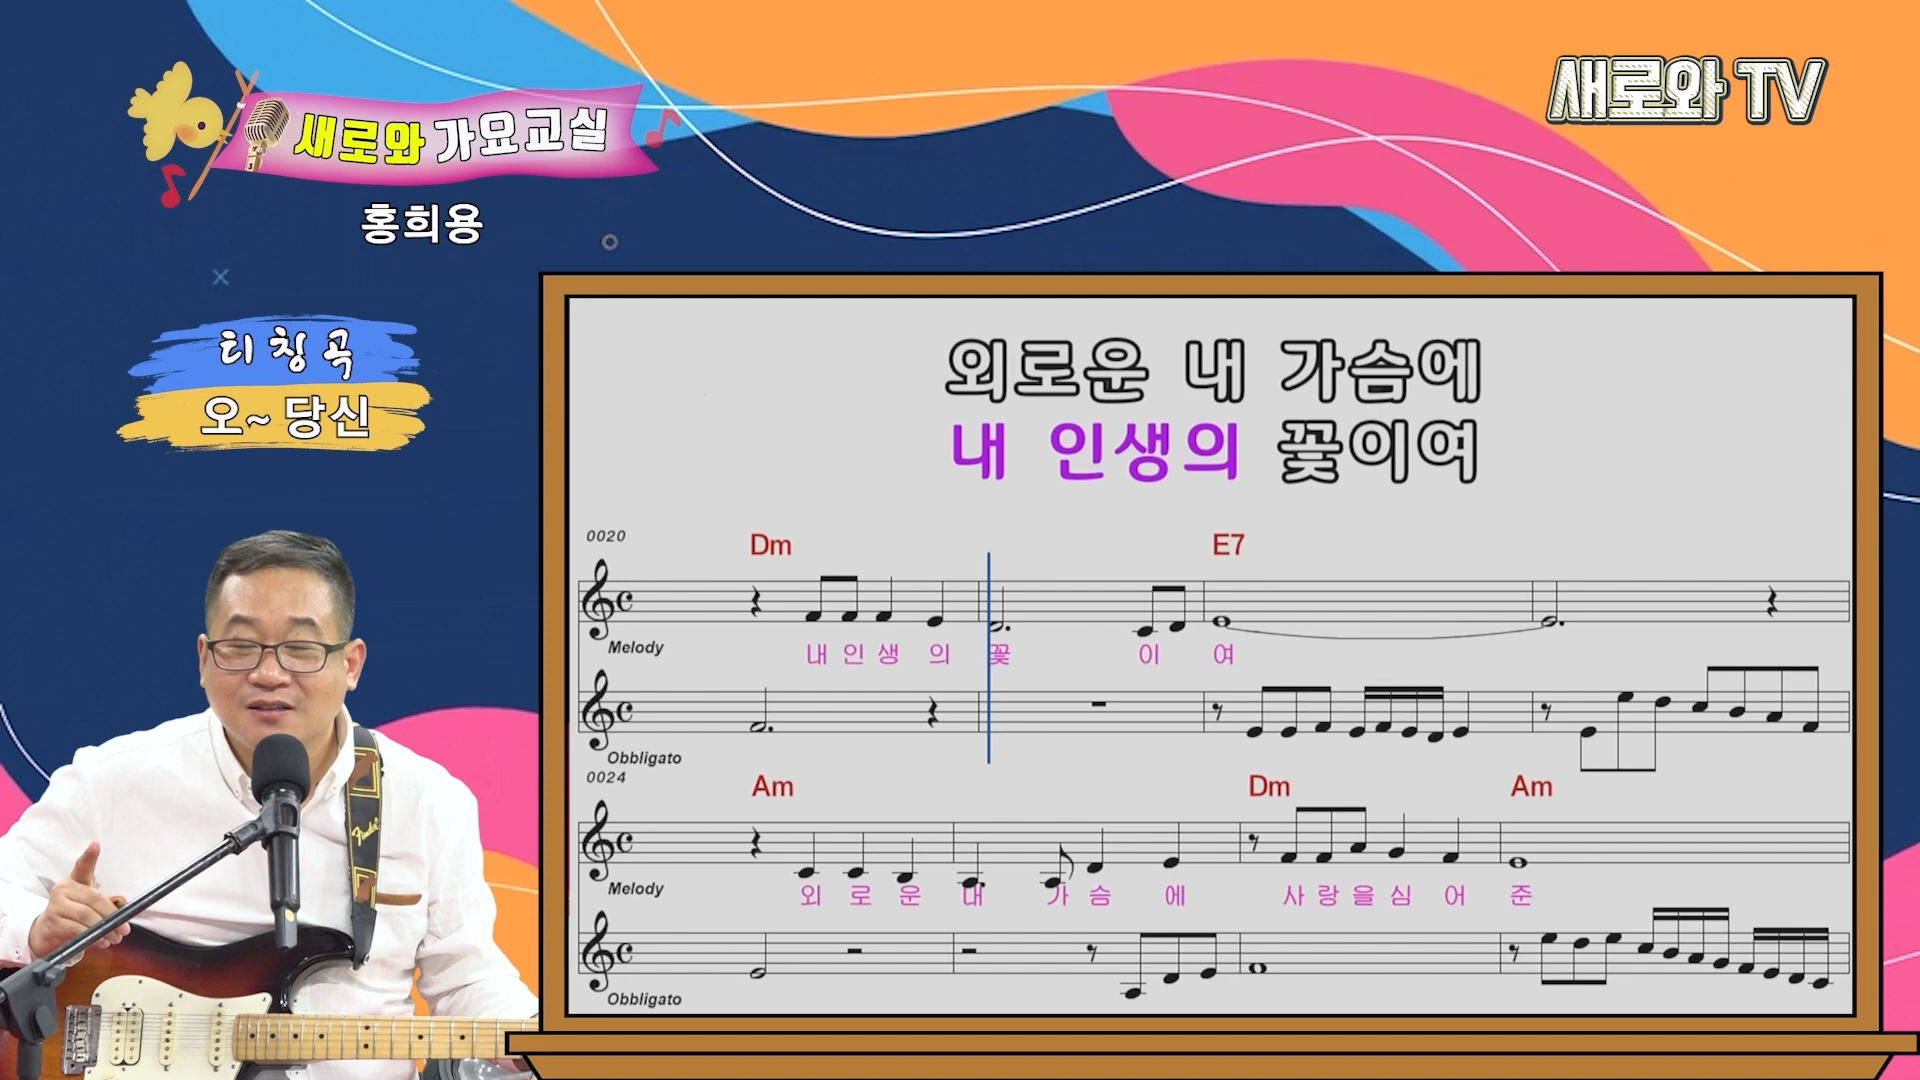 새로와 가요교실
새로와 TV
홍희용
티칭곡
오~ 당신
외로운 내 가슴에
내 인생의 꽃이여
0020
Dm E7
Melody
내 인 생 의 꽃 이 여
Obbligato
0024
Am Dm Am
Melody
외 로 운 내 가 슴 에 사 랑 을 심 어 준
Obbligato
Fender